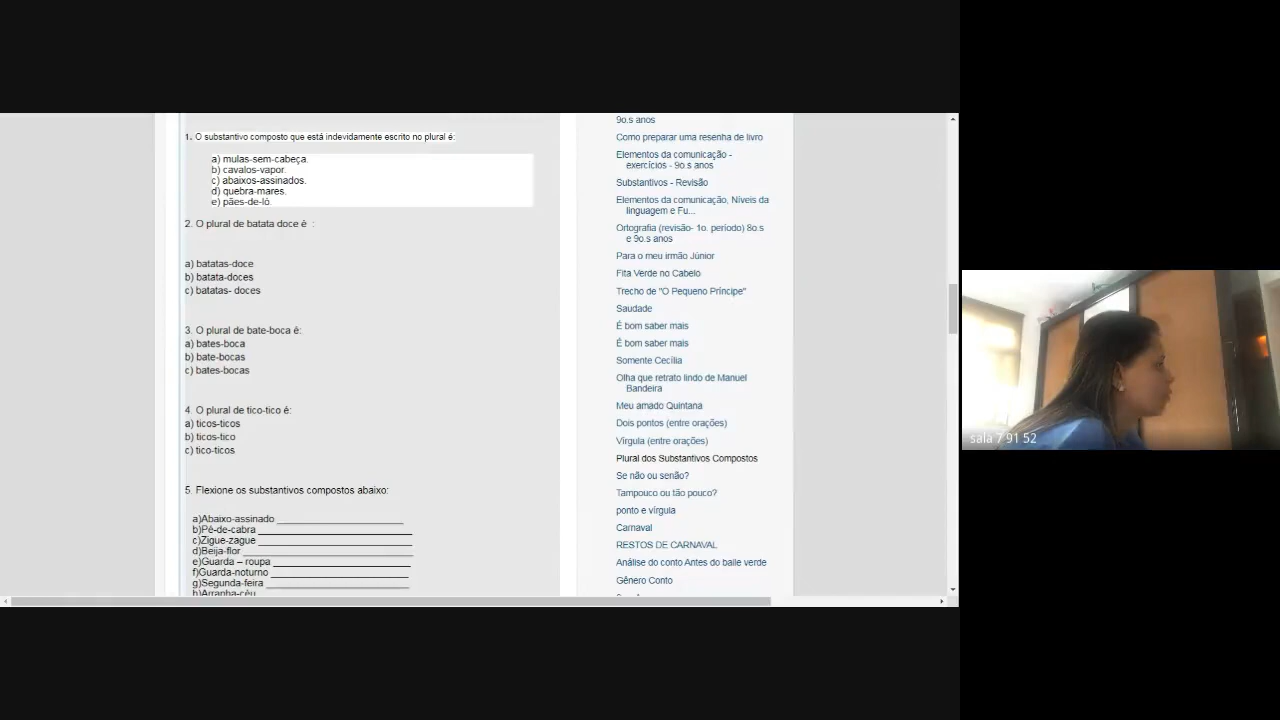 1. O substantivo composto que está indevidamente escrito no plural é:
a) mulas-sem-cabeça.
b) cavalos-vapor.
c) abaixos-assinados.
d) quebra-mares.
e) pães-de-ló.
2. O plural de batata doce é :
a) batatas-doce
b) batata-doces
c) batatas- doces
3. O plural de bate-boca é:
a) bates-boca
b) bate-bocas
c) bates-bocas
4. O plural de tico-tico é:
a) ticos-ticos
b) ticos-tico
c) tico-ticos
5. Flexione os substantivos compostos abaixo:
a)Abaixo-assinado
b)Pé-de-cabra
c)Zigue-zague
d)Beija-flor
e)Guarda – roupa
f)Guarda-noturno
g)Segunda-feira
h)Arranha-céu
9o.s anos
Como preparar uma resenha de livro
Elementos da comunicação -
exercícios - 9o.s anos
Substantivos - Revisão
Elementos da comunicação, Níveis da
linguagem e Fu...
Ortografia (revisão- 1o. período) 8o.s
e 9o.s anos
Para o meu irmão Júnior
Fita Verde no Cabelo
Trecho de "O Pequeno Príncipe"
Saudade
É bom saber mais
É bom saber mais
Somente Cecília
Olha que retrato lindo de Manuel
Bandeira
Meu amado Quintana
Dois pontos (entre orações)
Vírgula (entre orações)
Plural dos Substantivos Compostos
Se não ou senão?
Tampouco ou tão pouco?
ponto e vírgula
Carnaval
RESTOS DE CARNAVAL
Análise do conto Antes do baile verde
Gênero Conto
sala 7 91 52